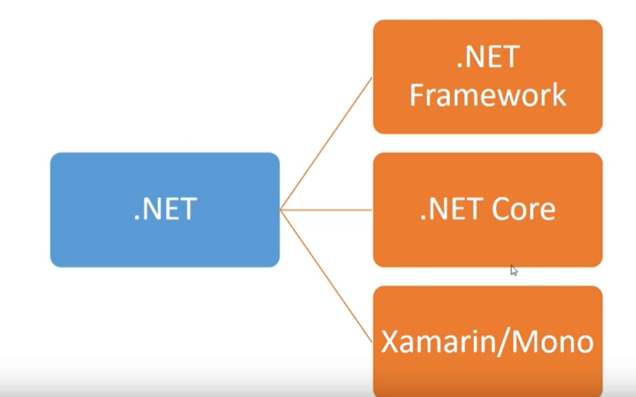 .NET
.NET
Framework
.NET Core
Xamarin/Mono